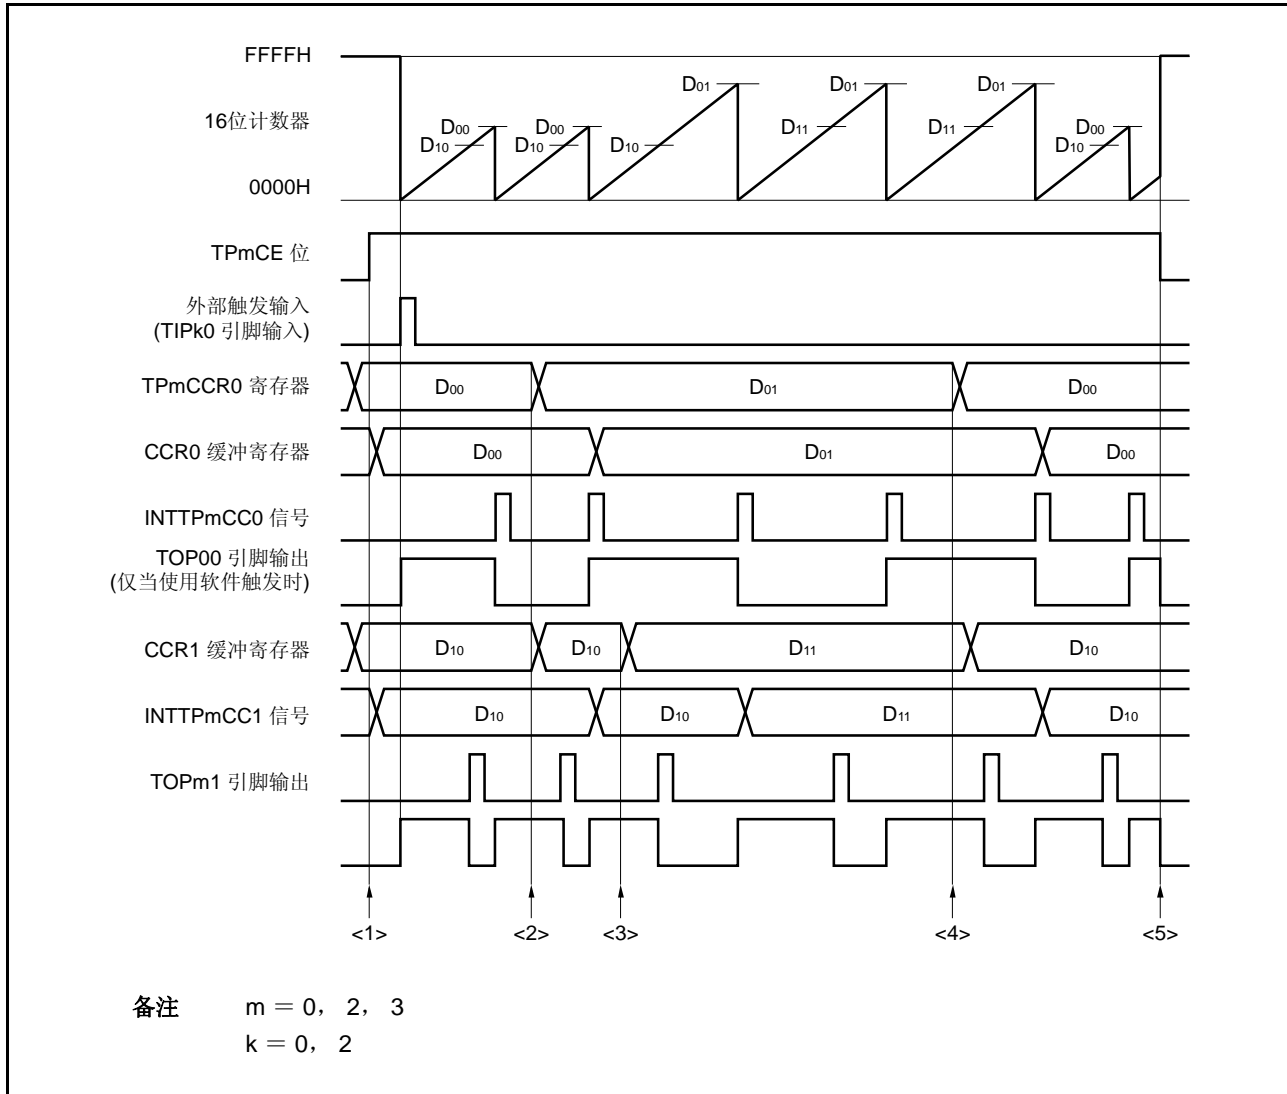 FFFFH
D01 D01 D01
16位计数器
D00 D00 D11 D11 D00
D10 D10 D10 D10
0000H
TPmCE 位
外部触发输入
(TIPk0 引脚输入)
TPmCCR0 寄存器 D00 D01 D00
CCR0 缓冲寄存器 D00 D01 D00
INTTPmCC0 信号
TOP00 引脚输出
(仅当使用软件触发时)
CCR1 缓冲寄存器 D10 D10 D11 D10
INTTPmCC1 信号 D10 D10 D11 D10
TOPm1 引脚输出
<1> <2> <3> <4> <5>
备注 m = 0, 2, 3
k = 0, 2